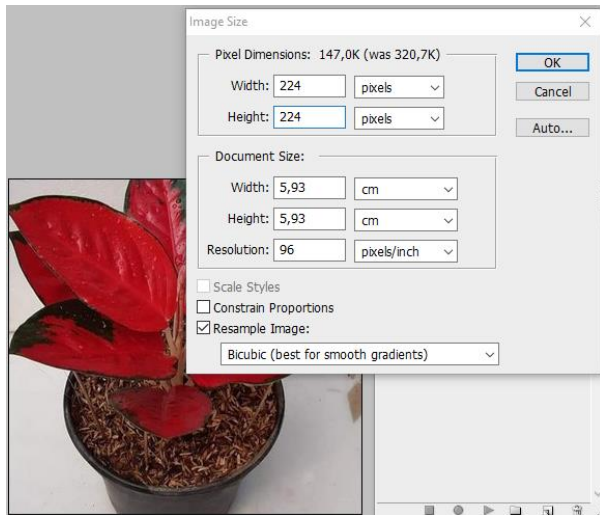 Image Size
Pixel Dimensions: 147,0K (was 320,7K)
Width: 224 pixels
Height: 224 pixels
Document Size:
Width: 5,93 cm
Height: 5,93 cm
Resolution: 96 pixels/inch
Scale Styles
Constrain Proportions
Resample Image:
Bicubic (best for smooth gradients)
OK
Cancel
Auto...